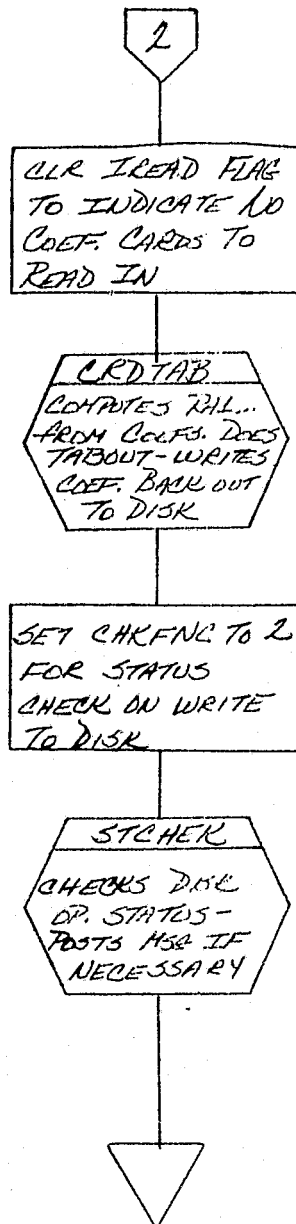 2
CLR IREAD FLAG
TO INDICATE NO
COEF. CARDS TO
READ IN
CRDTAB
COMPUTES
FROM COEFS. DOES
TABOUT-WRITES
COEF. BACK OUT
TO DISK
SET CHKFNC TO 2
FOR STATUS
CHECK ON WRITE
TO DISK
STCHEK
CHECKS DISK
OP. STATUS-
POSTS MSG IF
NECESSARY